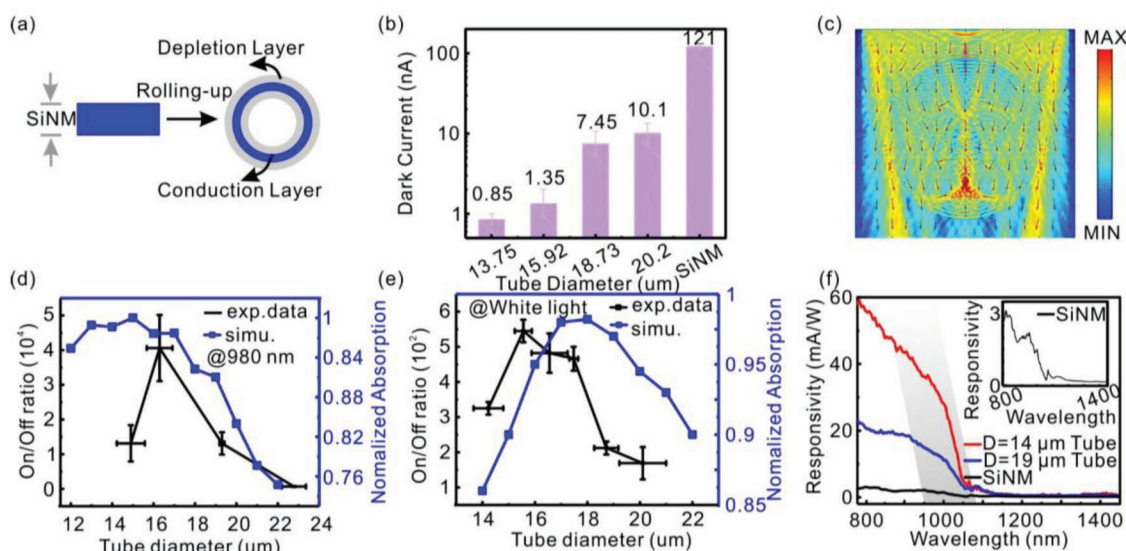 (a)
Depletion Layer
Rolling-up
SiNM
Conduction Layer
(b)
Dark Current (nA)
100
10
1
0.85
1.35
7.45
10.1
121
13.75
15.92
18.73
20.2
SiNM
Tube Diameter (um)
(c)
MAX
MIN
(d)
On/Off ratio (10⁴)
5
4
3
2
1
0
exp.data
simu.
@980 nm
1
0.84
0.84
0.82
0.76
Nomalized Absorption
12 14 16 18 20 22 24
Tube diameter (um)
(e)
@White light
On/Off ratio (10²)
6
5
4
3
2
1
exp.data
simu.
1
0.95
0.90
0.85
Nomalized Absorption
14 16 18 20 22
Tube diameter (um)
(f)
Responsivity (mA/W)
60
40
20
0
Responsivity
3
0
SiNM
800
1400
Wavelength
D=14 μm Tube
D=19 μm Tube
SiNM
800 1000 1200 1400
Wavelength (nm)